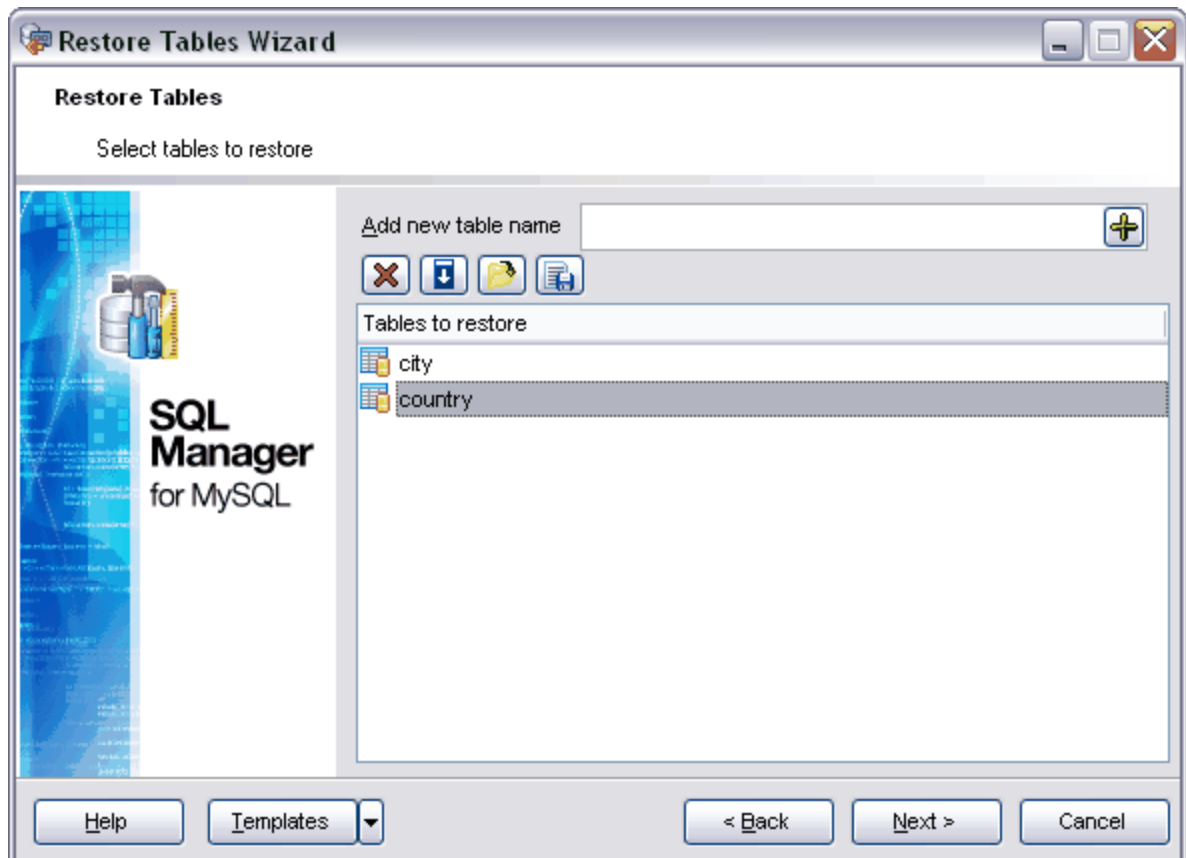 Restore Tables Wizard
Restore Tables
Select tables to restore
Add new table name
Tables to restore
city
country
SQL
Manager
for MySQL
Help
Templates
< Back
Next >
Cancel